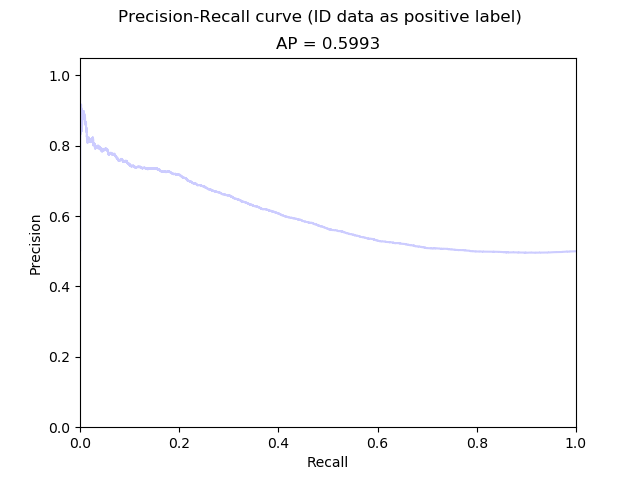 Precision-Recall curve (ID data as positive label)
AP = 0.5993
1.0
0.8
0.6
0.4
0.2
0.0
Precision
0.0 0.2 0.4 0.6 0.8 1.0
Recall